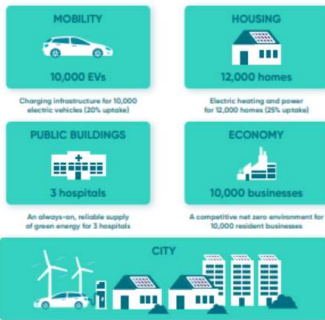 MOBILITY
10,000 EVs
Charging infrastructure for 10,000
electric vehicles (20% uptake)
HOUSING
12,000 homes
Electric heating and power
for 12,000 homes (25% uptake)
PUBLIC BUILDINGS
3 hospitals
An always-on, reliable supply
of green energy for 3 hospitals
ECONOMY
10,000 businesses
A competitive net zero environment for
10,000 resident businesses
CITY